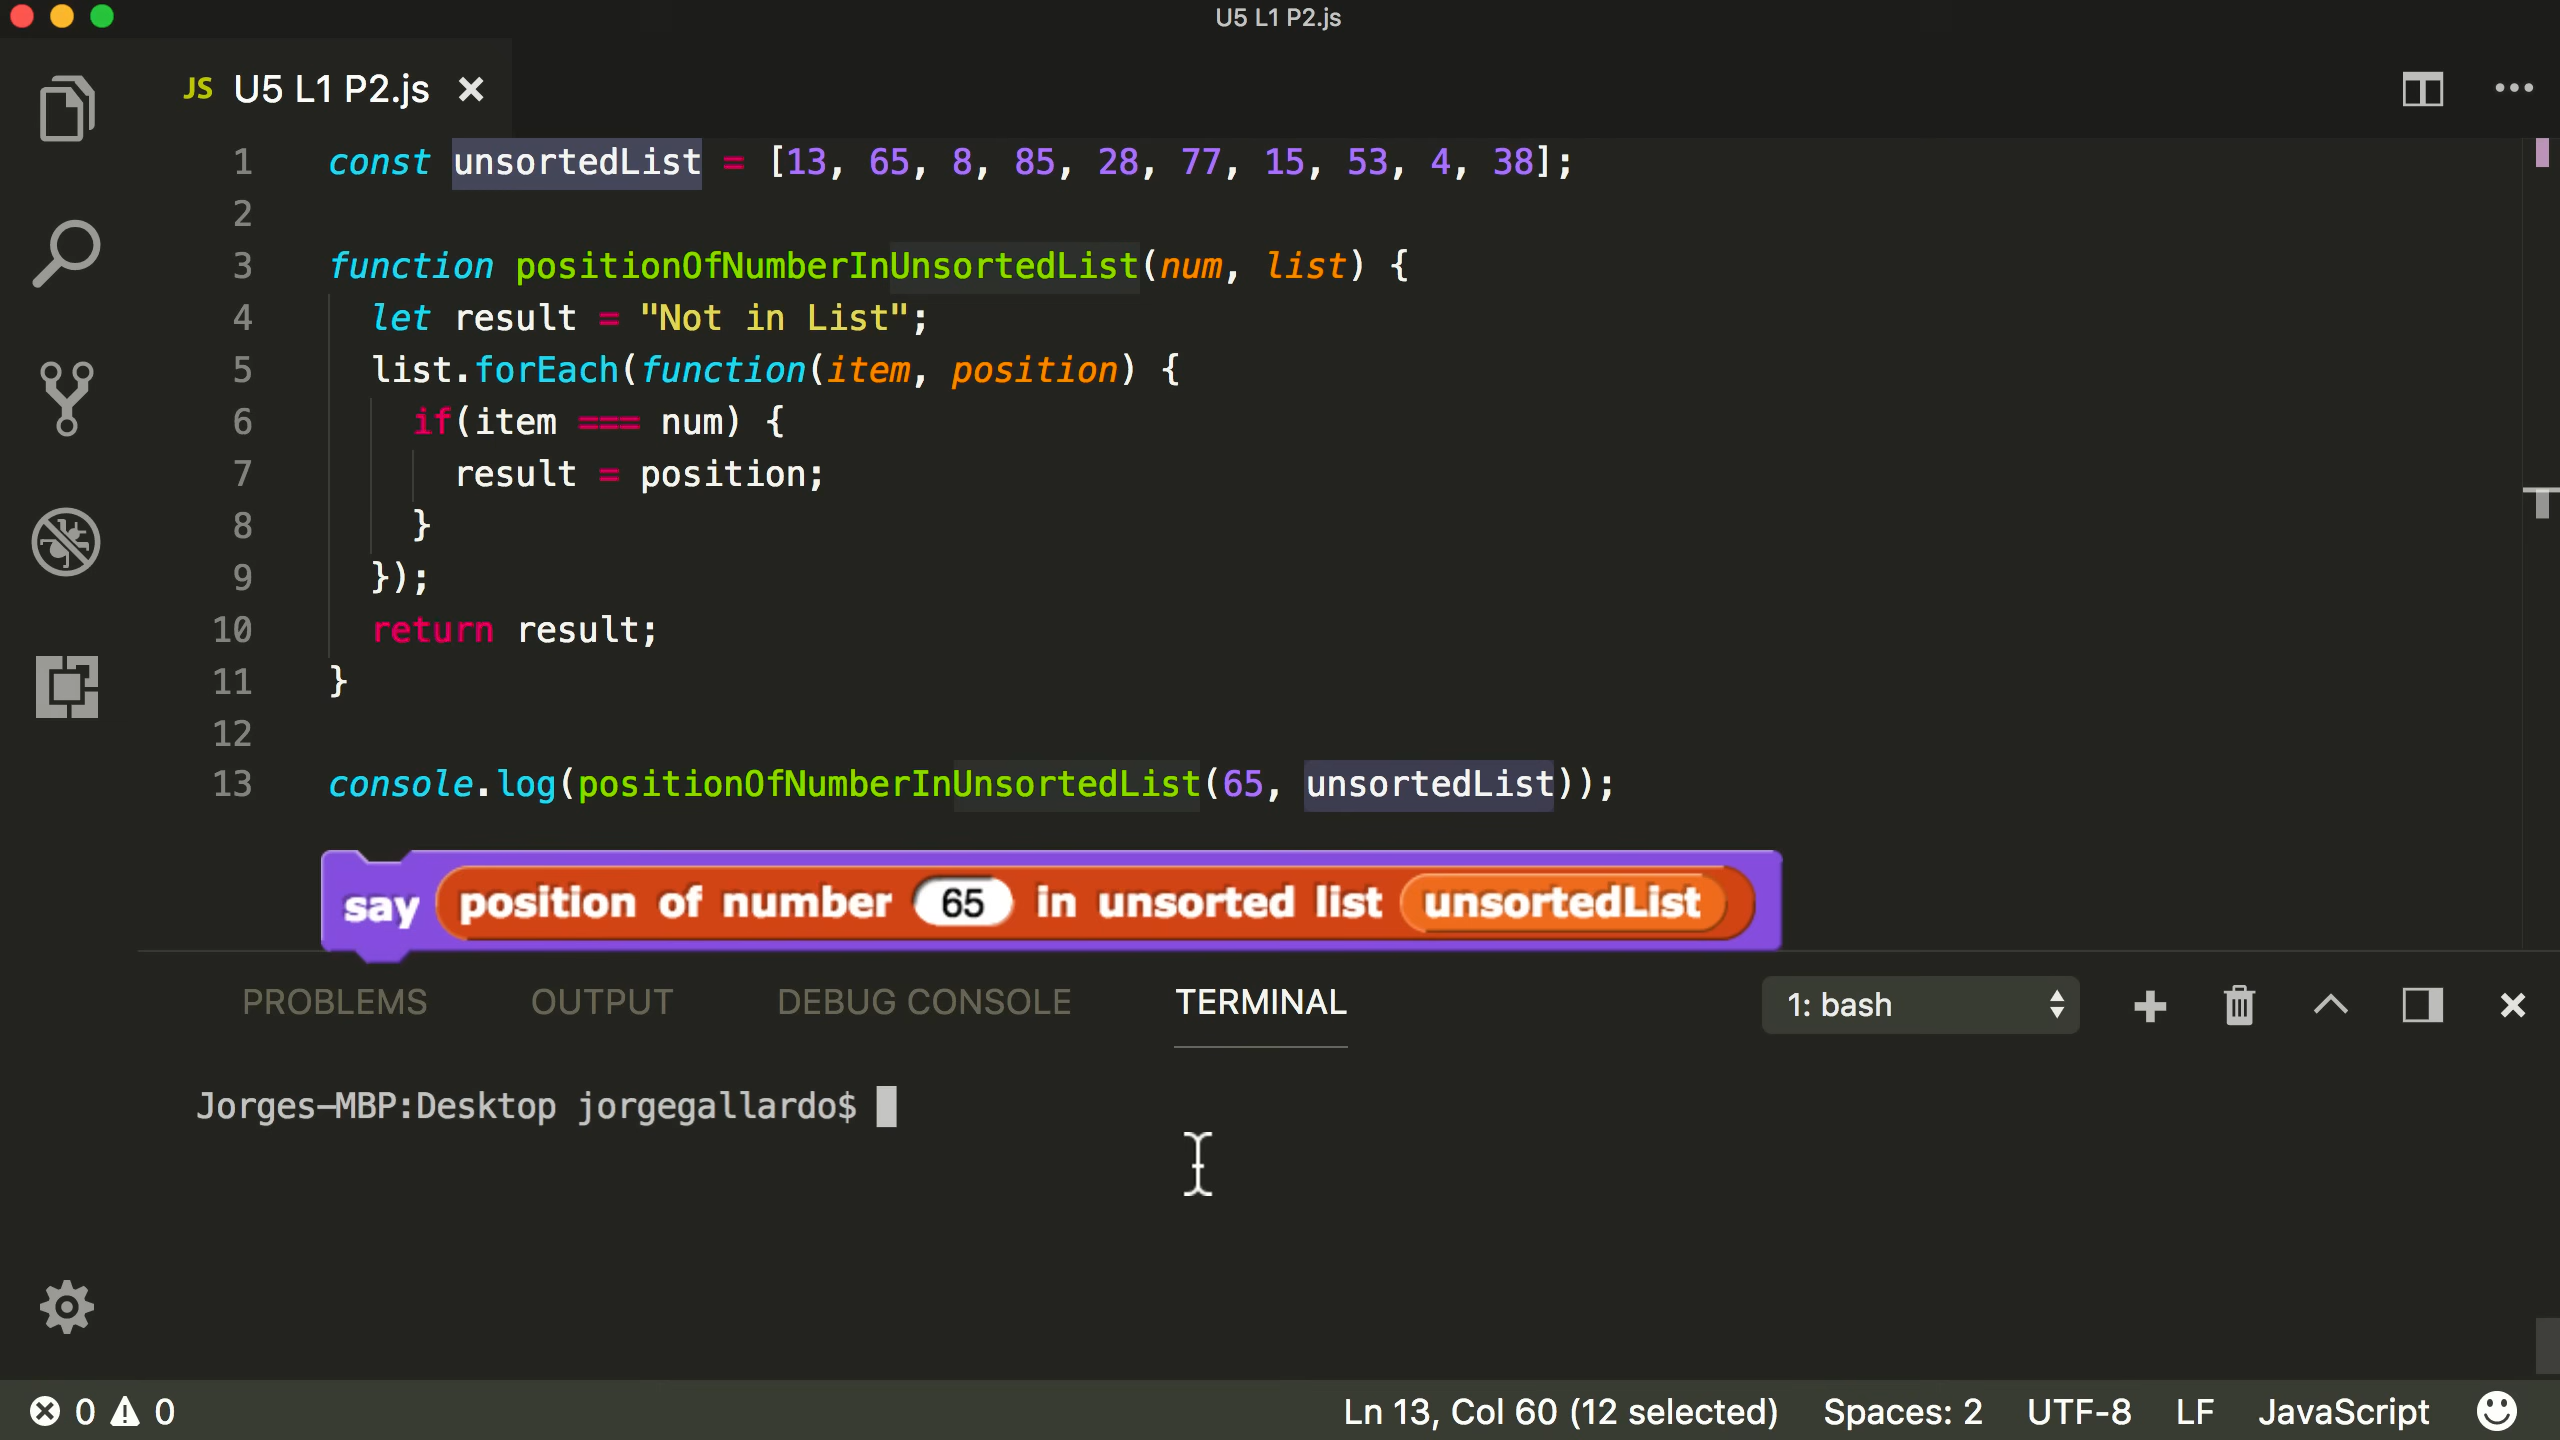 U5 L1 P2.js
JS U5 L1 P2.js
1 const unsortedList = [13, 65, 8, 85, 28, 77, 15, 53, 4, 38];
2
3 function positionOfNumberInUnsortedList(num, list) {
4 let result = "Not in List";
5 list.forEach(function(item, position) {
6 if(item === num) {
7 result = position;
8 }
9 });
10 return result;
11 }
12
13 console.log(positionOfNumberInUnsortedList(65, unsortedList));
say position of number 65 in unsorted list unsortedList
PROBLEMS OUTPUT DEBUG CONSOLE TERMINAL 1: bash
Jorges-MBP:Desktop jorgegallardo$
0 0 Ln 13, Col 60 (12 selected) Spaces: 2 UTF-8 LF JavaScript